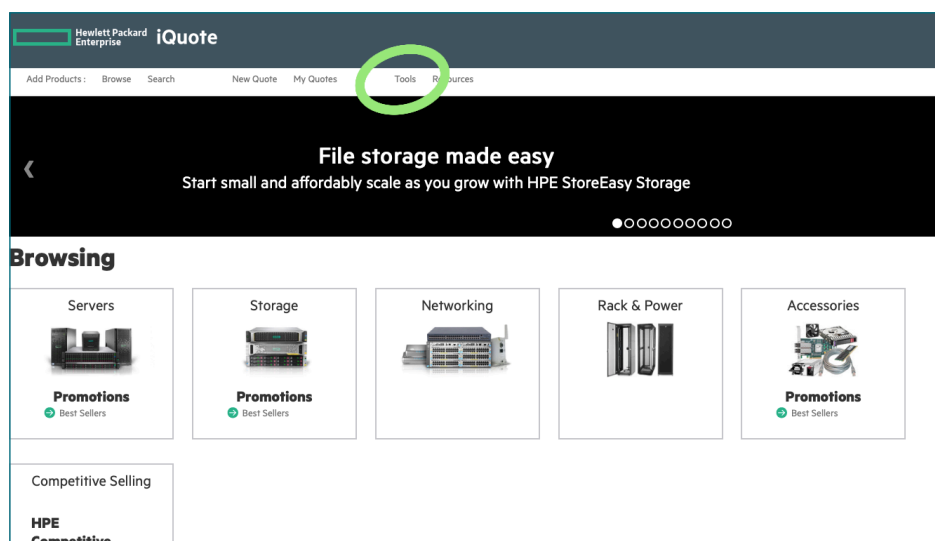 Hewlett Packard
Enterprise
iQuote
Add Products : Browse Search New Quote My Quotes Tools Resources
File storage made easy
Start small and affordably scale as you grow with HPE StoreEasy Storage
Browsing
Servers
Promotions
Best Sellers
Storage
Promotions
Best Sellers
Networking
Rack & Power
Accessories
Promotions
Best Sellers
Competitive Selling
HPE
Competitive